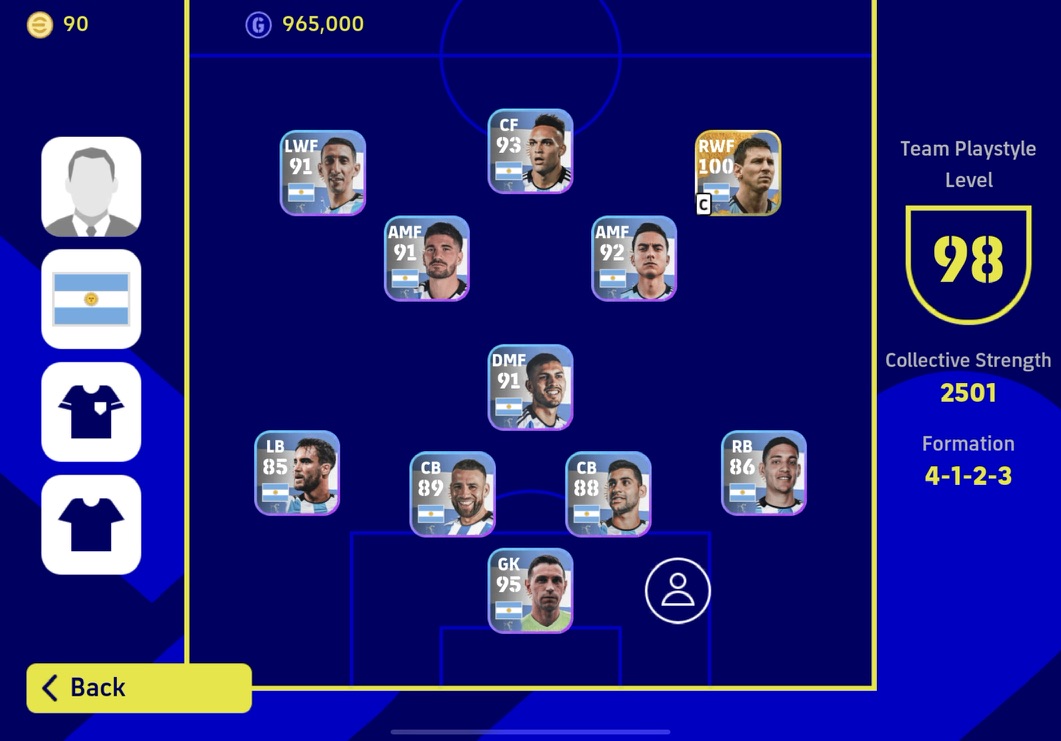 90
965,000
LWF
91
CF
93
RWF
100
C
AMF
91
AMF
92
DMF
91
LB
85
CB
89
CB
88
RB
86
GK
95
Team Playstyle
Level
98
Collective Strength
2501
Formation
4-1-2-3
Back